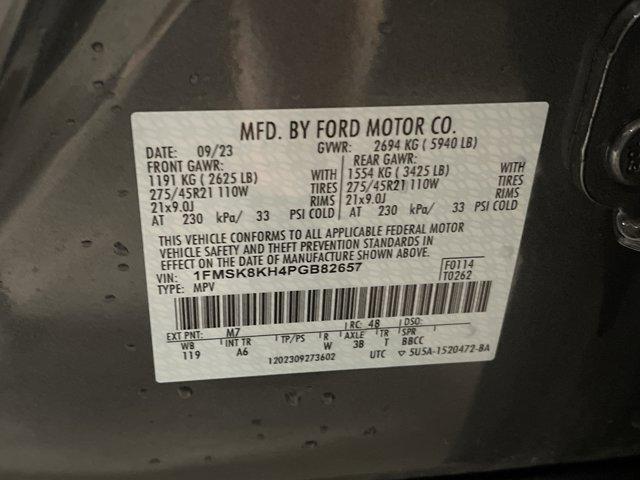 MFD. BY FORD MOTOR CO.
DATE: 09/23 GVWR: 2694 KG ( 5940 LB)
FRONT GAWR: REAR GAWR:
1191 KG ( 2625 LB) WITH 1554 KG ( 3425 LB) WITH
275/45R21 110W TIRES 275/45R21 110W TIRES
21x9.0J RIMS 21x9.0J RIMS
AT 230 kPa/ 33 PSI COLD AT 230 kPa/ 33 PSI COLD
THIS VEHICLE CONFORMS TO ALL APPLICABLE FEDERAL MOTOR
VEHICLE SAFETY AND THEFT PREVENTION STANDARDS IN
EFFECT ON THE DATE OF MANUFACTURE SHOWN ABOVE.
VIN: 1FMSK8KH4PGB82657 F0114
TYPE: MPV T0262
EXT PNT: M7 RC: 48 DSO:
WB INT TR TP/PS R AXLE TR SPR
119 A6 W 3B T BBCC
1202309273602 UTC ▽ 5U5A-1520472-BA